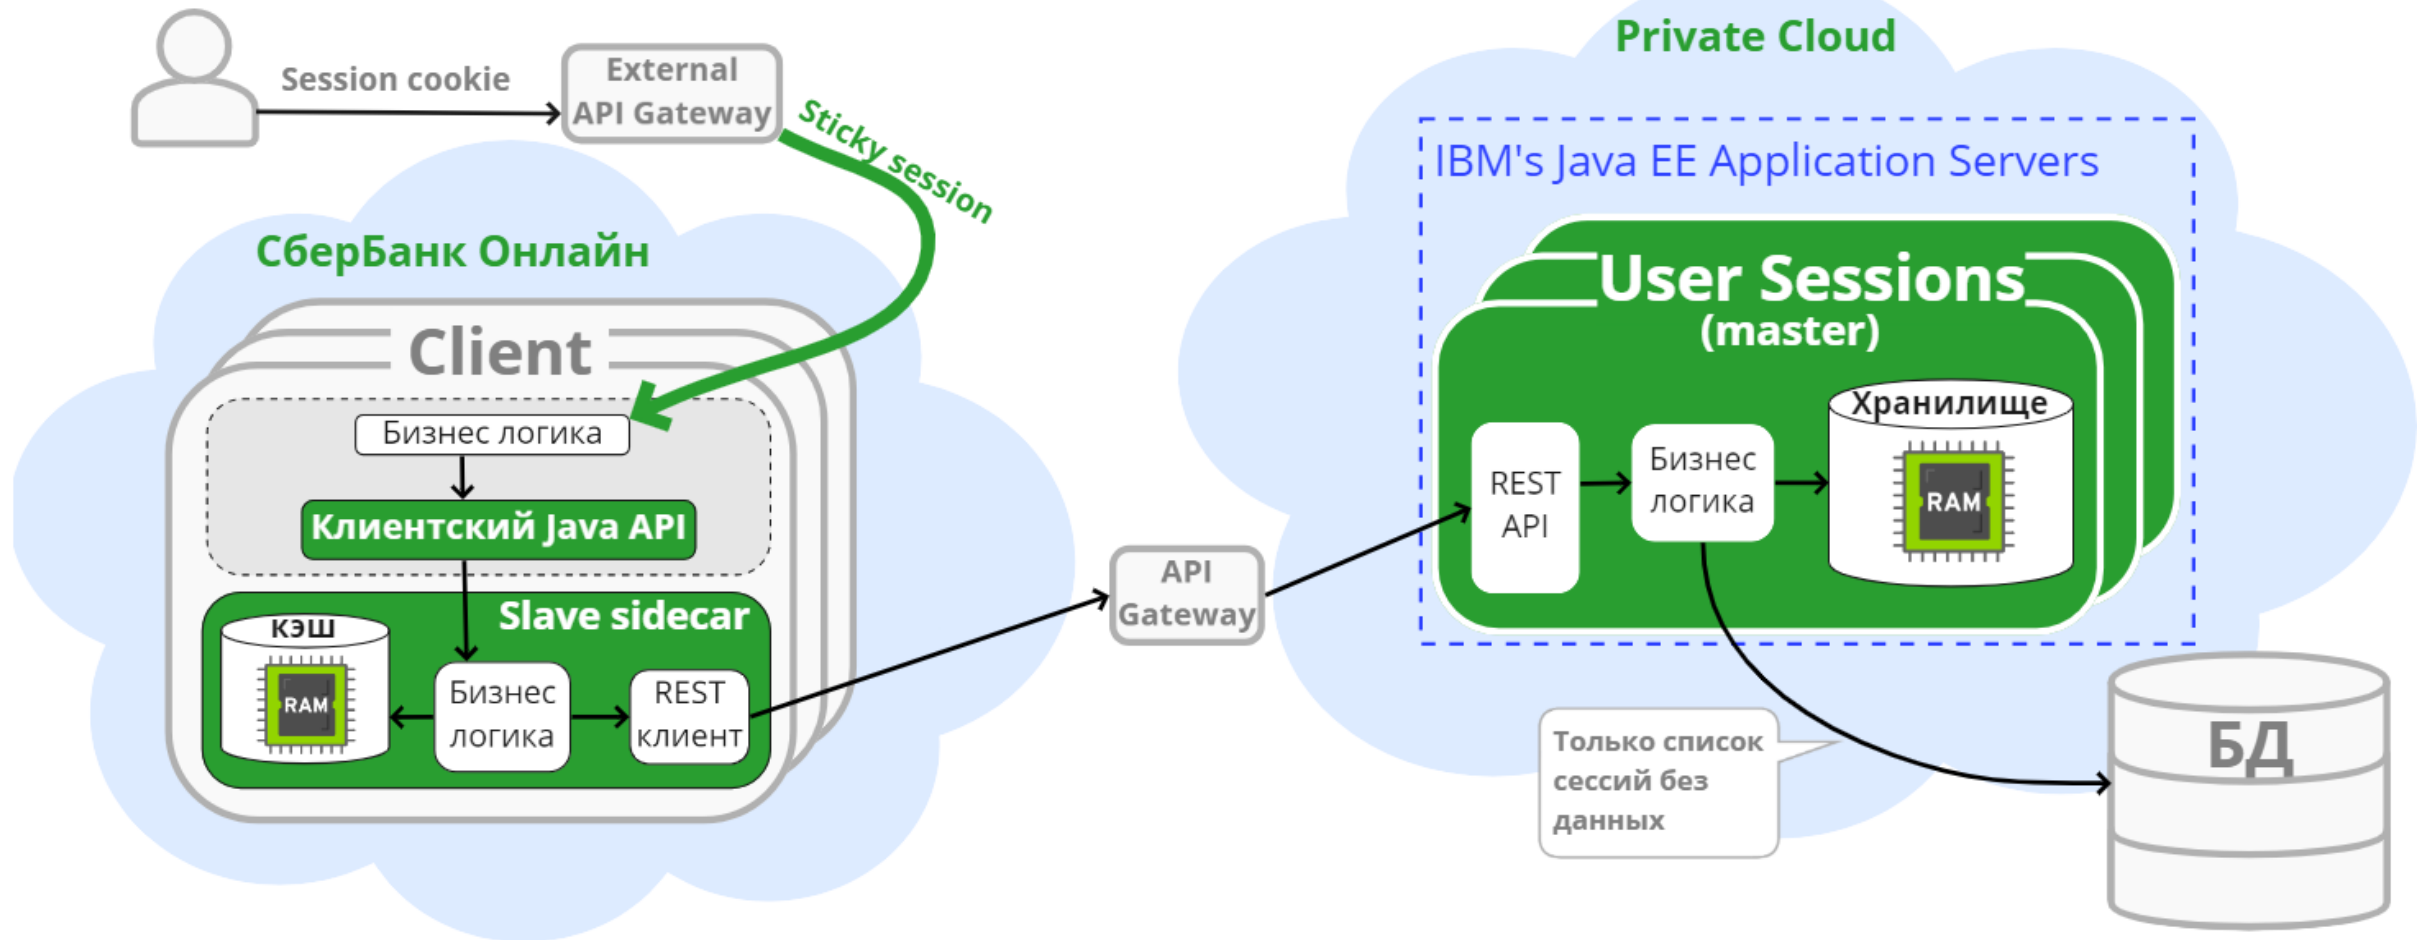 Session cookie
External
API Gateway
Sticky session
СберБанк Онлайн
Client
Бизнес логика
Клиентский Java API
Slave sidecar
КЭШ
RAM
Бизнес
логика
REST
клиент
API
Gateway
Private Cloud
IBM's Java EE Application Servers
User Sessions
(master)
REST
API
Бизнес
логика
Хранилище
RAM
Только список
сессий без
данных
БД